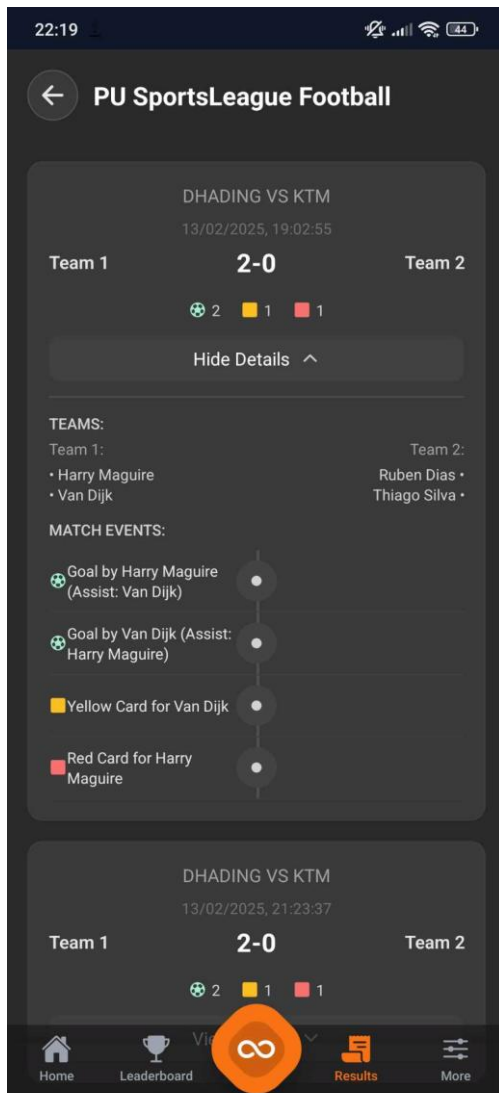 22:19
44
PU SportsLeague Football
DHADING VS KTM
13/02/2025, 19:02:55
Team 1 2-0 Team 2
2 1 1
Hide Details
TEAMS:
Team 1: Team 2:
• Harry Maguire Ruben Dias •
• Van Dijk Thiago Silva •
MATCH EVENTS:
Goal by Harry Maguire
(Assist: Van Dijk)
Goal by Van Dijk (Assist:
Harry Maguire)
Yellow Card for Van Dijk
Red Card for Harry
Maguire
DHADING VS KTM
13/02/2025, 21:23:37
Team 1 2-0 Team 2
2 1 1
Home Leaderboard Results More